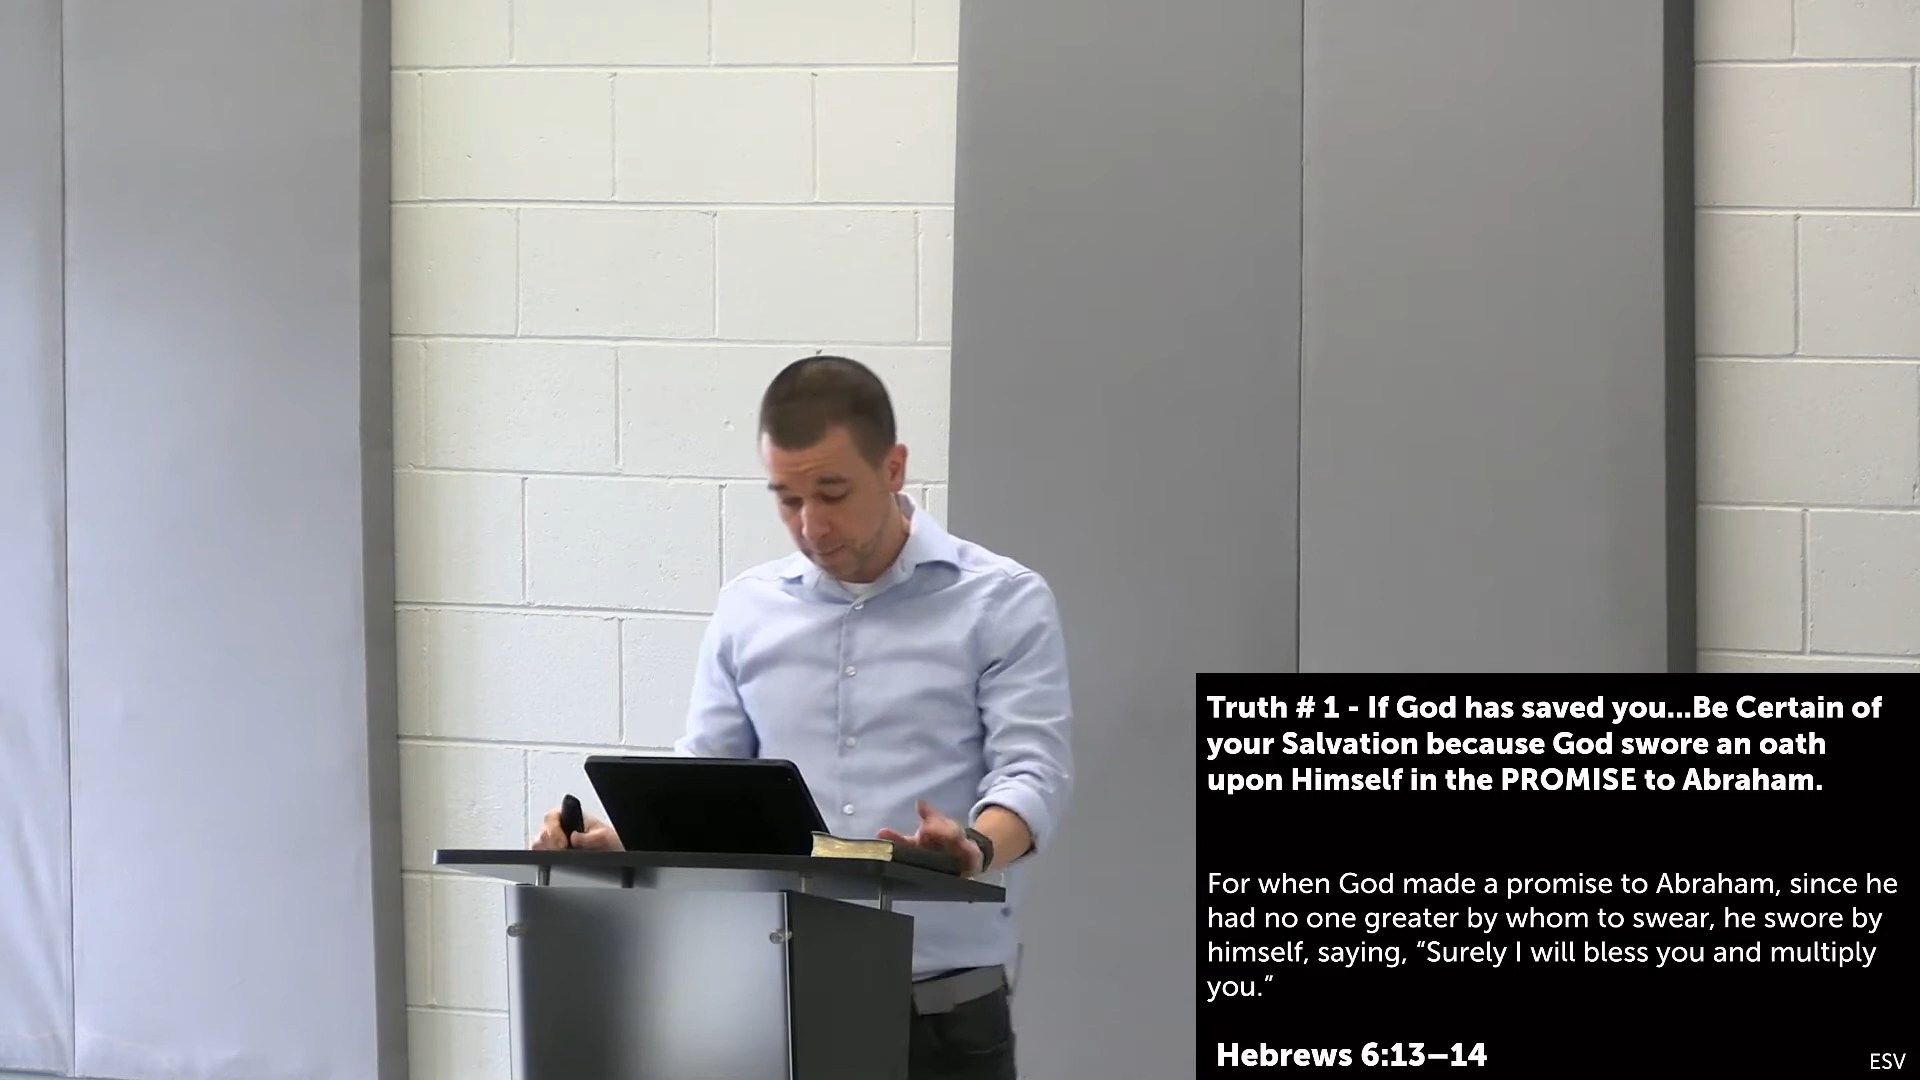 Truth # 1 - If God has saved you...Be Certain of
your Salvation because God swore an oath
upon Himself in the PROMISE to Abraham.
For when God made a promise to Abraham, since he
had no one greater by whom to swear, he swore by
himself, saying, “Surely I will bless you and multiply
you.”
Hebrews 6:13–14
ESV